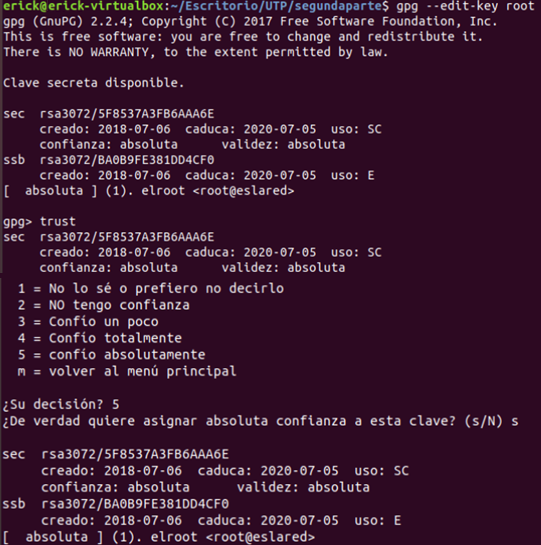 erick@erick-virtualbox:~/Escritorio/UTP/segundaparte$ gpg --edit-key root
gpg (GnuPG) 2.2.4; Copyright (C) 2017 Free Software Foundation, Inc.
This is free software: you are free to change and redistribute it.
There is NO WARRANTY, to the extent permitted by law.

Clave secreta disponible.

sec  rsa3072/5F8537A3FB6AAA6E
     creado: 2018-07-06  caduca: 2020-07-05  uso: SC
     confianza: absoluta      validez: absoluta
ssb  rsa3072/BA0B9FE381DD4CF0
     creado: 2018-07-06  caduca: 2020-07-05  uso: E
[  absoluta ] (1). elroot <root@eslared>

gpg> trust
sec  rsa3072/5F8537A3FB6AAA6E
     creado: 2018-07-06  caduca: 2020-07-05  uso: SC
     confianza: absoluta      validez: absoluta
  1 = No lo sé o prefiero no decirlo
  2 = NO tengo confianza
  3 = Confío un poco
  4 = Confío totalmente
  5 = confío absolutamente
  m = volver al menú principal

¿Su decisión? 5
¿De verdad quiere asignar absoluta confianza a esta clave? (s/N) s

sec  rsa3072/5F8537A3FB6AAA6E
     creado: 2018-07-06  caduca: 2020-07-05  uso: SC
     confianza: absoluta      validez: absoluta
ssb  rsa3072/BA0B9FE381DD4CF0
     creado: 2018-07-06  caduca: 2020-07-05  uso: E
[  absoluta ] (1). elroot <root@eslared>